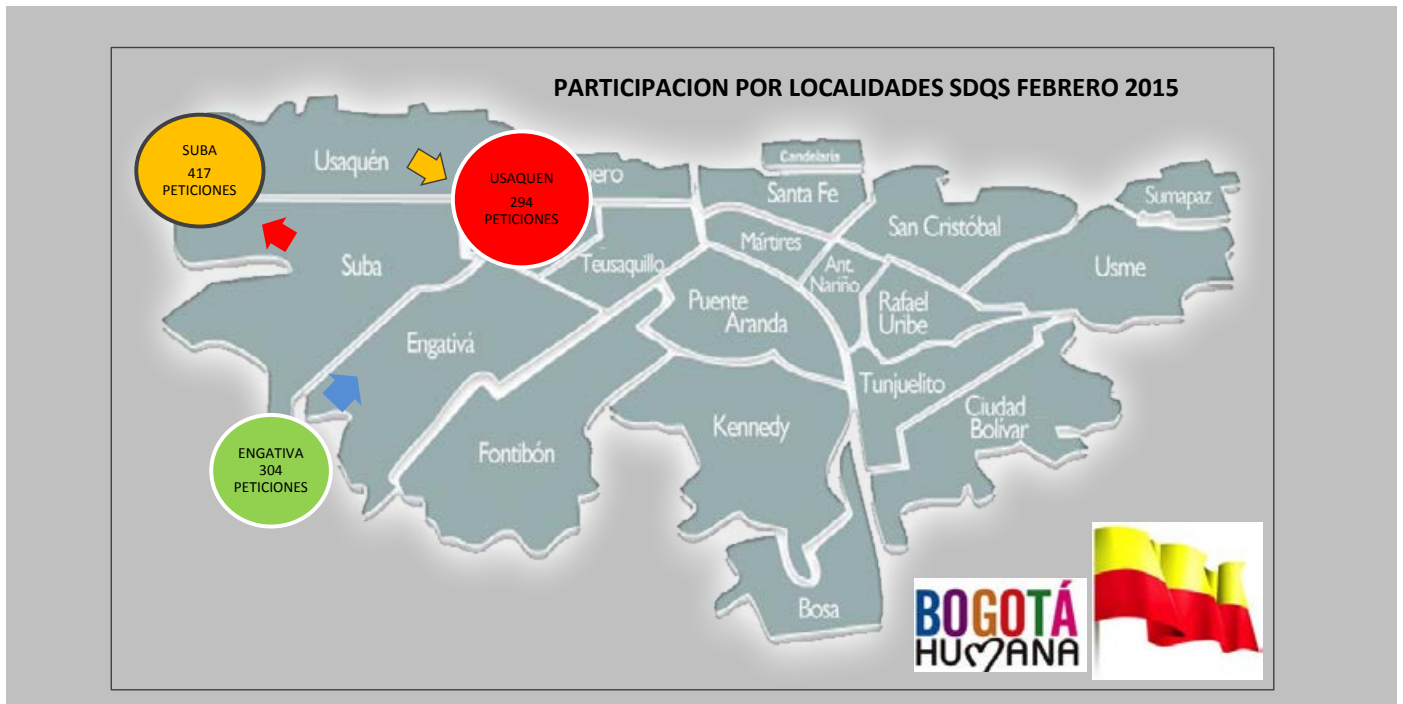 PARTICIPACION POR LOCALIDADES SDQS FEBRERO 2015
SUBA
417
PETICIONES
Usaquén
USAQUEN
294
PETICIONES
pero
Candelaria
Santa Fe
Sumapaz
San Cristóbal
Mártires
Suba
Teusaquillo
Ant.
Nariño
Usme
Puente
Aranda
Rafael
Uribe
Engativá
Tunjuelito
Ciudad
Bolívar
Kennedy
Fontibón
ENGATIVA
304
PETICIONES
Bosa
BOGOTÁ
HUMANA